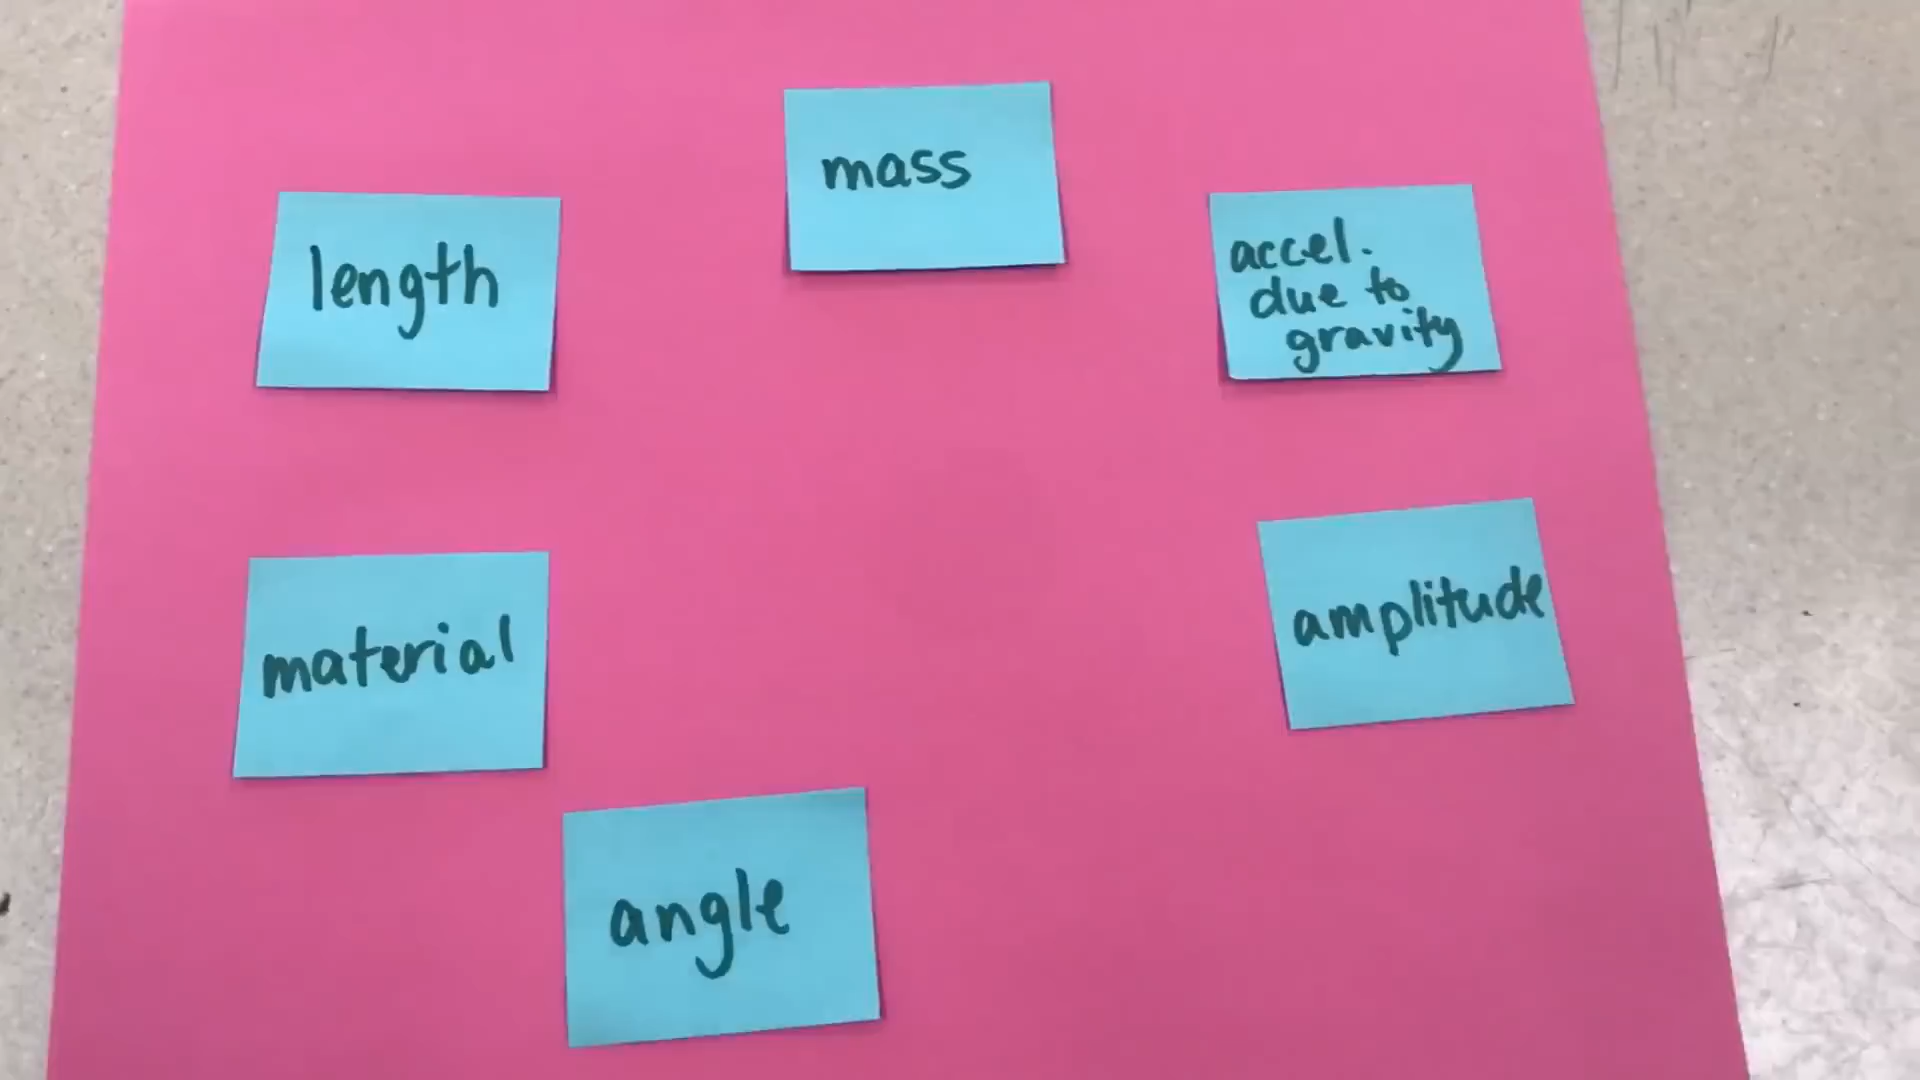 mass
length
accel.
due to
gravity
material
amplitude
angle